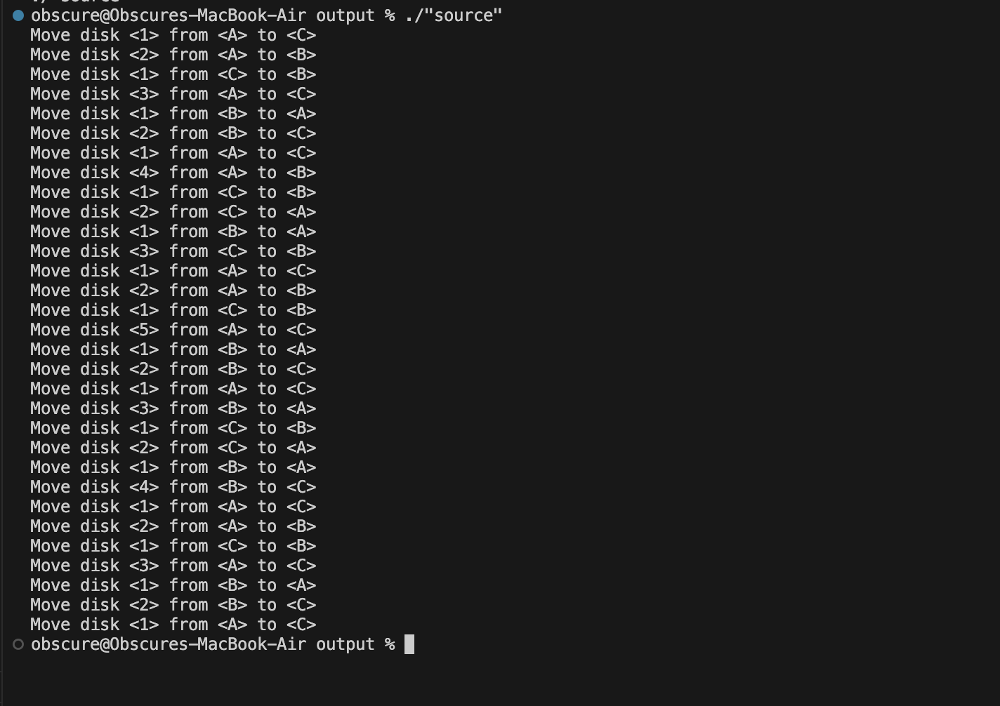 obscure@Obscures-MacBook-Air output % ./"source"
Move disk <1> from <A> to <C>
Move disk <2> from <A> to <B>
Move disk <1> from <C> to <B>
Move disk <3> from <A> to <C>
Move disk <1> from <B> to <A>
Move disk <2> from <B> to <C>
Move disk <1> from <A> to <C>
Move disk <4> from <A> to <B>
Move disk <1> from <C> to <B>
Move disk <2> from <C> to <A>
Move disk <1> from <B> to <A>
Move disk <3> from <C> to <B>
Move disk <1> from <A> to <C>
Move disk <2> from <A> to <B>
Move disk <1> from <C> to <B>
Move disk <5> from <A> to <C>
Move disk <1> from <B> to <A>
Move disk <2> from <B> to <C>
Move disk <1> from <A> to <C>
Move disk <3> from <B> to <A>
Move disk <1> from <C> to <B>
Move disk <2> from <C> to <A>
Move disk <1> from <B> to <A>
Move disk <4> from <B> to <C>
Move disk <1> from <A> to <C>
Move disk <2> from <A> to <B>
Move disk <1> from <C> to <B>
Move disk <3> from <A> to <C>
Move disk <1> from <B> to <A>
Move disk <2> from <B> to <C>
Move disk <1> from <A> to <C>
obscure@Obscures-MacBook-Air output %